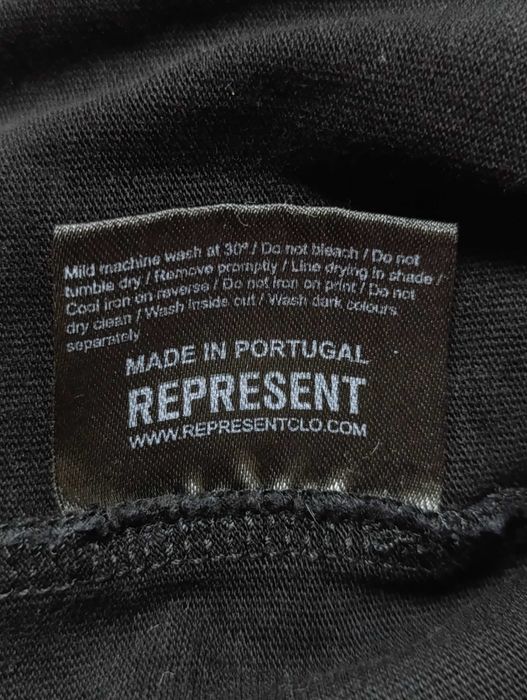 Mild machine wash at 30º / Do not bleach / Do not
tumble dry / Remove promptly / Line drying in shade /
Cool iron on reverse / Do not iron on print / Do not
dry clean / Wash inside out / Wash dark colours
separately
MADE IN PORTUGAL
REPRESENT
WWW.REPRESENTCLO.COM